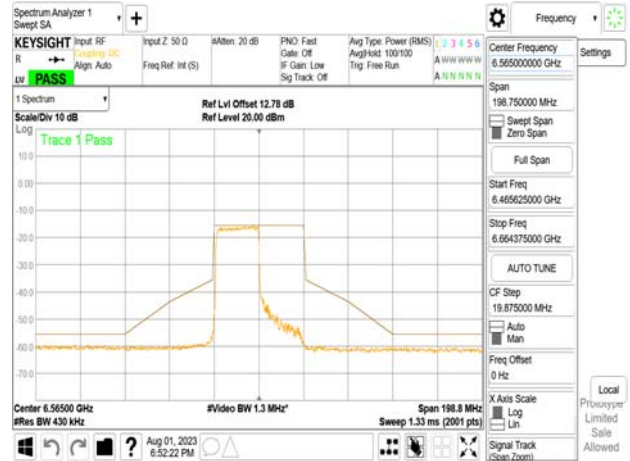 Spectrum Analyzer 1
Swept SA
Frequency
KEYSIGHT
Input: RF
Coupling: DC
Align: Auto
Input Z: 50 Ω
Freq Ref: Int (S)
#Atten: 20 dB
PNO: Fast
Gate: Off
IF Gain: Low
Sig Track: Off
Avg Type: Power (RMS)
Avg|Hold: 100/100
Trig: Free Run
1 2 3 4 5 6
A W W W W W
A N N N N N
R
LV PASS
1 Spectrum
Scale/Div 10 dB
Ref Lvl Offset 12.78 dB
Ref Level 20.00 dBm
Log
Trace 1 Pass
10.0
0.00
-10.0
-20.0
-30.0
-40.0
-50.0
-60.0
-70.0
Center 6.56500 GHz
#Video BW 1.3 MHz*
Span 198.8 MHz
#Res BW 430 kHz
Sweep 1.33 ms (2001 pts)
Aug 01, 2023
6:52:22 PM
Center Frequency
6.565000000 GHz
Settings
Span
198.750000 MHz
Swept Span
Zero Span
Full Span
Start Freq
6.465625000 GHz
Stop Freq
6.664375000 GHz
AUTO TUNE
CF Step
19.875000 MHz
Auto
Man
Freq Offset
0 Hz
X Axis Scale
Log
Lin
Signal Track
(Span Zoom)
Local
Prototype
Limited
Sale
Allowed